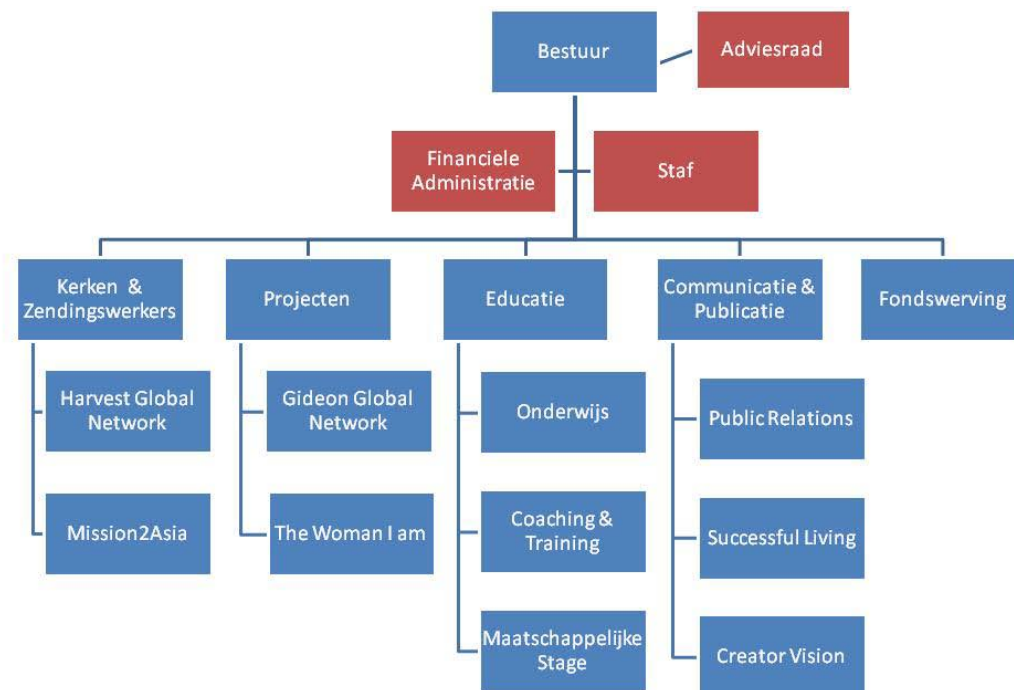 Bestuur
Adviesraad
Financiele
Administratie
Staf
Kerken &
Zendingswerkers
Projecten
Educatie
Communicatie &
Publicatie
Fondswerving
Harvest Global
Network
Gideon Global
Network
Onderwijs
Public Relations
Mission2Asia
The Woman I am
Coaching &
Training
Successful Living
Maatschappelijke
Stage
Creator Vision